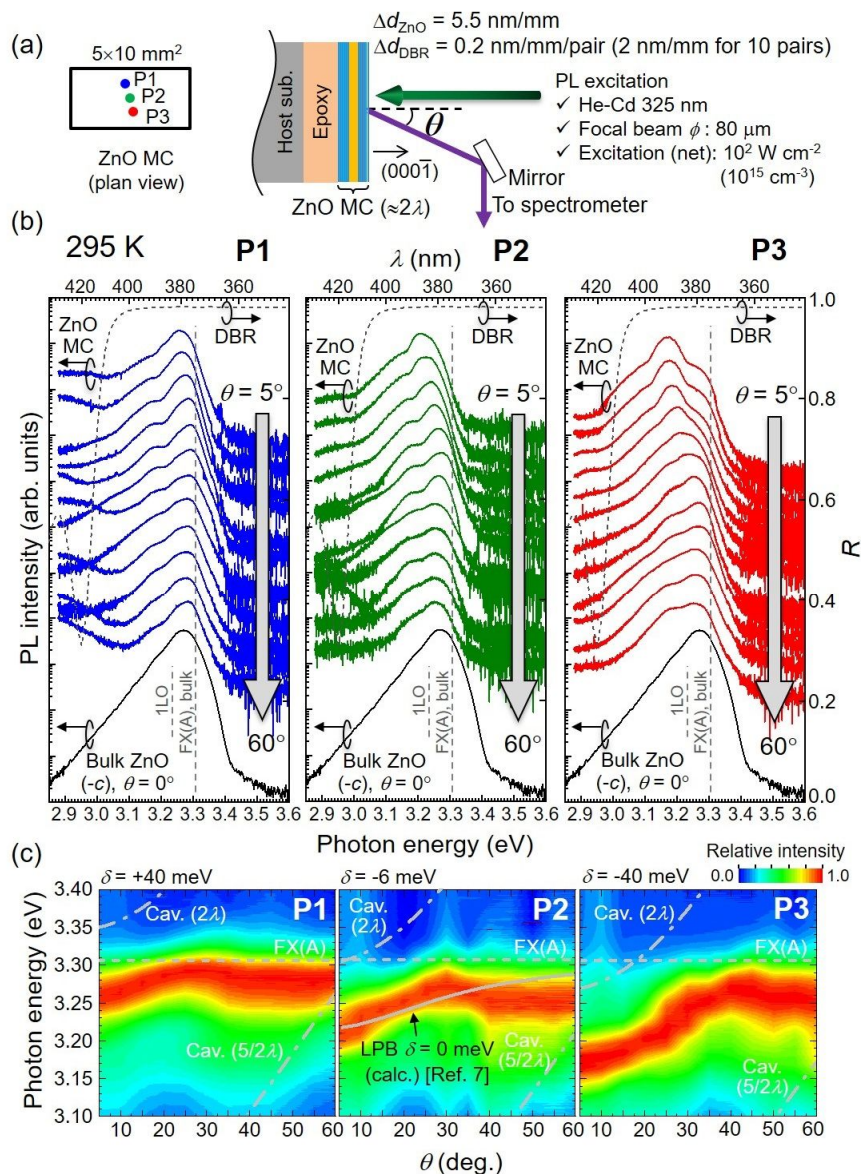 (a)
5×10 mm²
P1
P2
P3
ZnO MC
(plan view)
Host sub.
Epoxy
θ
(0001̄)
ZnO MC (≈2λ)
Δd_ZnO = 5.5 nm/mm
Δd_DBR = 0.2 nm/mm/pair (2 nm/mm for 10 pairs)
PL excitation
✓ He-Cd 325 nm
✓ Focal beam ϕ : 80 μm
✓ Excitation (net): 10² W cm⁻²
(10¹⁵ cm⁻³)
Mirror
To spectrometer
(b)
295 K
P1
λ (nm)
P2
P3
420 400 380 360
420 400 380 360
420 400 380 360
ZnO
MC
DBR
θ = 5°
60°
1LO
FX(A), bulk
Bulk ZnO
(-c), θ = 0°
ZnO
MC
DBR
θ = 5°
60°
1LO
FX(A), bulk
Bulk ZnO
(-c), θ = 0°
ZnO
MC
DBR
θ = 5°
60°
1LO
FX(A), bulk
Bulk ZnO
(-c), θ = 0°
PL intensity (arb. units)
1.0
0.8
0.6
0.4
0.2
0.0
R
2.9 3.0 3.1 3.2 3.3 3.4 3.5 3.6
2.9 3.0 3.1 3.2 3.3 3.4 3.5 3.6
2.9 3.0 3.1 3.2 3.3 3.4 3.5 3.6
Photon energy (eV)
(c)
δ = +40 meV
δ = -6 meV
δ = -40 meV
Relative intensity
0.0 1.0
Photon energy (eV)
3.40
3.35
3.30
3.25
3.20
3.15
3.10
Cav. (2λ)
P1
FX(A)
Cav. (5/2λ)
Cav.
(2λ)
P2
FX(A)
LPB δ = 0 meV
(calc.) [Ref. 7]
Cav.
(5/2λ)
Cav. (2λ)
P3
FX(A)
Cav.
(5/2λ)
10 20 30 40 50 60
10 20 30 40 50 60
10 20 30 40 50 60
θ (deg.)